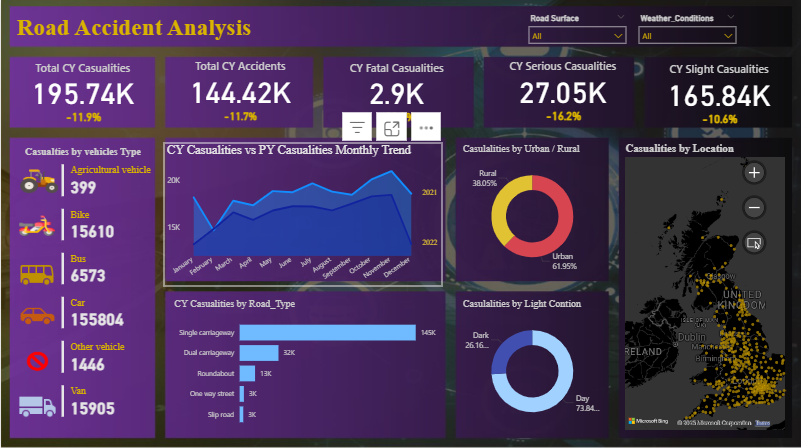 Road Accident Analysis
Road Surface
All
Weather_Conditions
All
Total CY Casualities
195.74K
-11.9%
Total CY Accidents
144.42K
-11.7%
CY Fatal Casualities
2.9K
CY Serious Casualities
27.05K
-16.2%
CY Slight Casualities
165.84K
-10.6%
Casualties by vehicles Type
Agricultural vehicle
399
Bike
15610
Bus
6573
Car
155804
Other vehicle
1446
Van
15905
CY Casualities vs PY Casualities Monthly Trend
20K
15K
2021
2022
January
February
March
April
May
June
July
August
September
October
November
December
CY Casualities by Road_Type
Single carriageway
145K
Dual carriageway
32K
Roundabout
13K
One way street
3K
Slip road
3K
Casulalities by Urban / Rural
Rural
38.05%
Urban
61.95%
Casulalities by Light Contion
Dark
26.16...
Day
73.84...
Casualties by Location
UNITED
KINGDOM
Dublin
Microsoft Bing
© 2025 Microsoft Corporation Terms